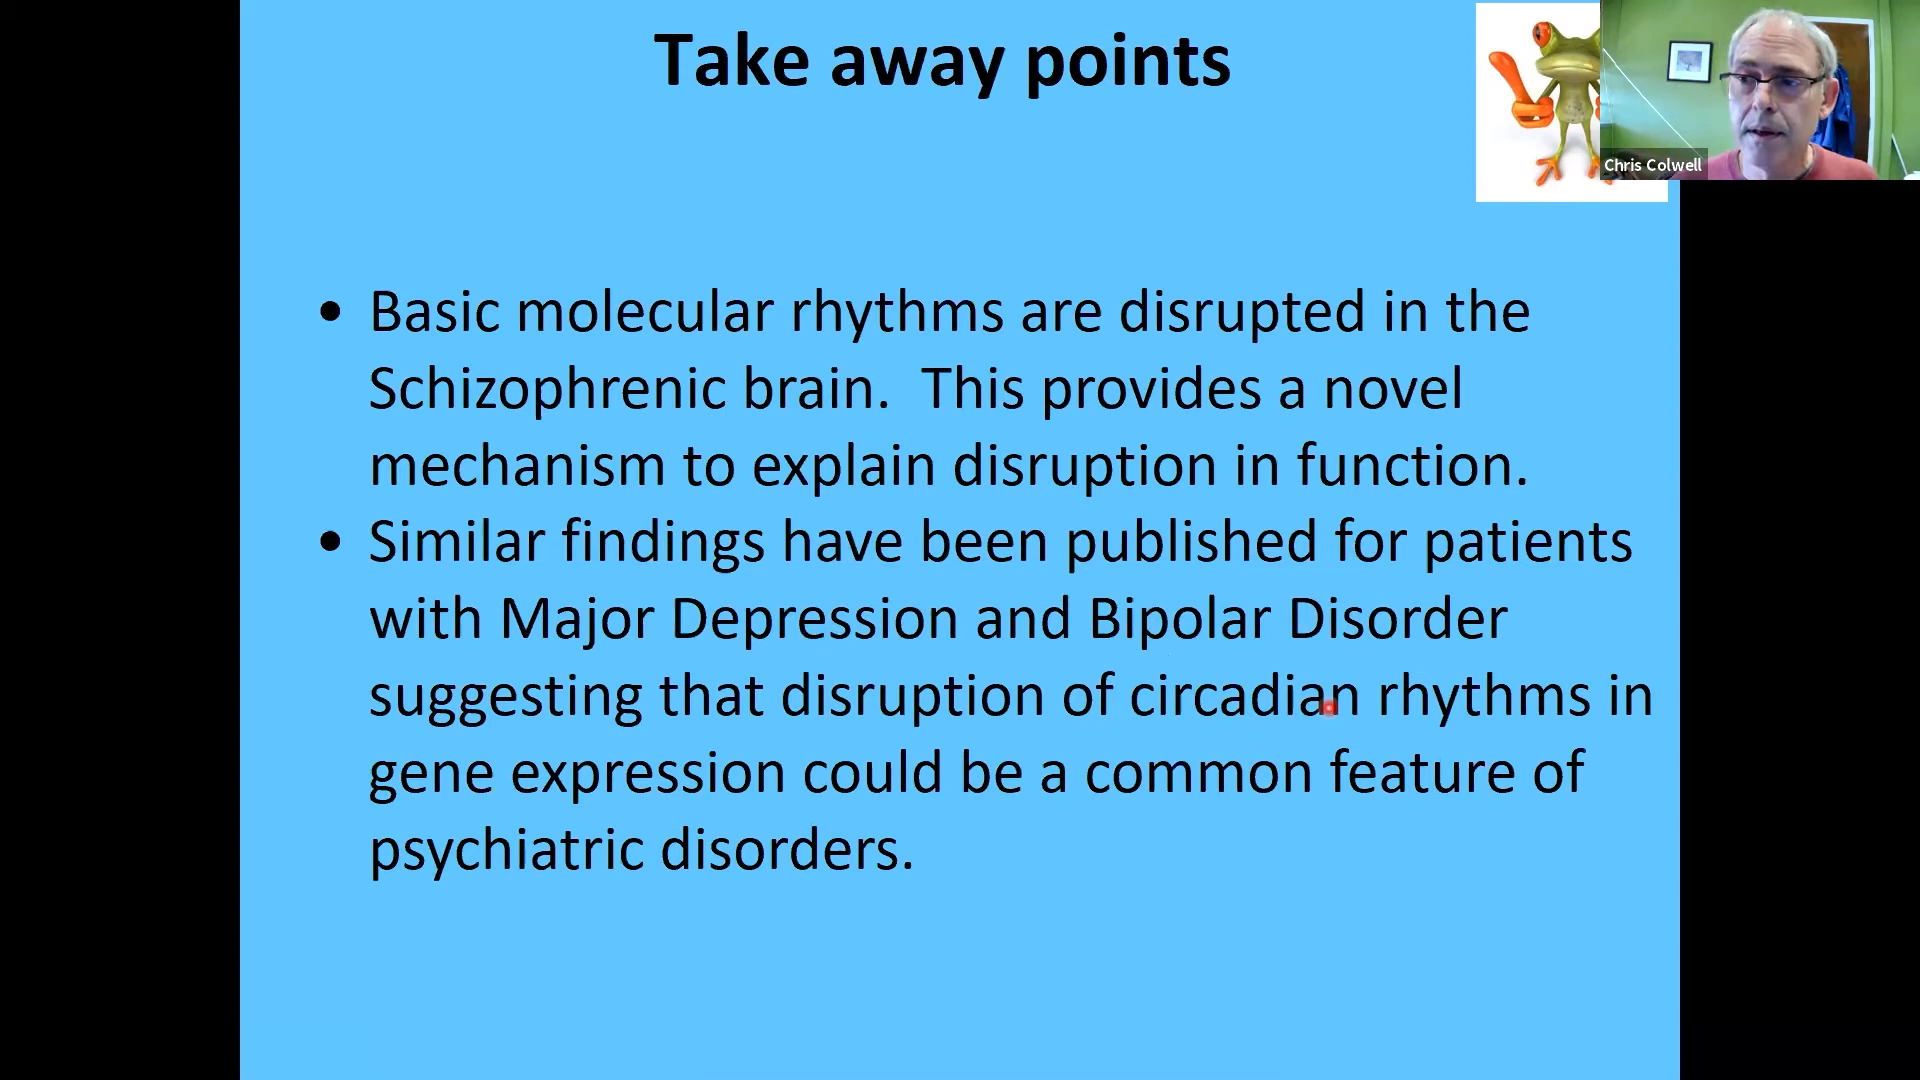 Take away points
Chris Colwell
• Basic molecular rhythms are disrupted in the
Schizophrenic brain.  This provides a novel
mechanism to explain disruption in function.
• Similar findings have been published for patients
with Major Depression and Bipolar Disorder
suggesting that disruption of circadian rhythms in
gene expression could be a common feature of
psychiatric disorders.